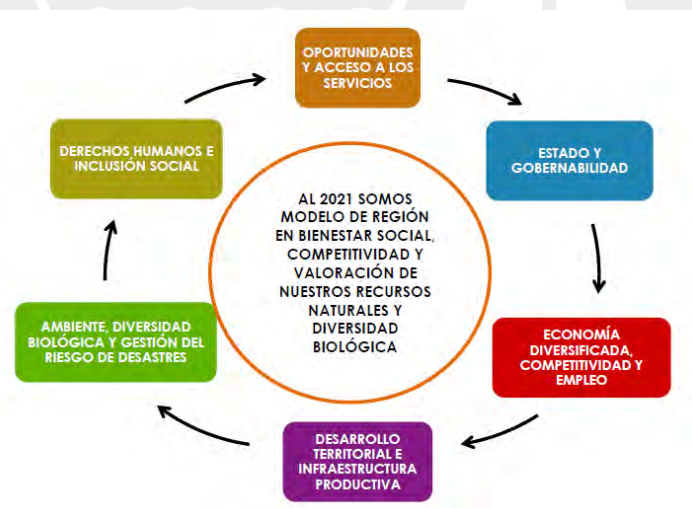 OPORTUNIDADES
Y ACCESO A LOS
SERVICIOS
ESTADO Y
GOBERNABILIDAD
ECONOMÍA
DIVERSIFICADA,
COMPETITIVIDAD Y
EMPLEO
DESARROLLO
TERRITORIAL E
INFRAESTRUCTURA
PRODUCTIVA
AMBIENTE, DIVERSIDAD
BIOLÓGICA Y GESTIÓN DEL
RIESGO DE DESASTRES
DERECHOS HUMANOS E
INCLUSIÓN SOCIAL
AL 2021 SOMOS
MODELO DE REGIÓN
EN BIENESTAR SOCIAL,
COMPETITIVIDAD Y
VALORACIÓN DE
NUESTROS RECURSOS
NATURALES Y
DIVERSIDAD
BIOLÓGICA